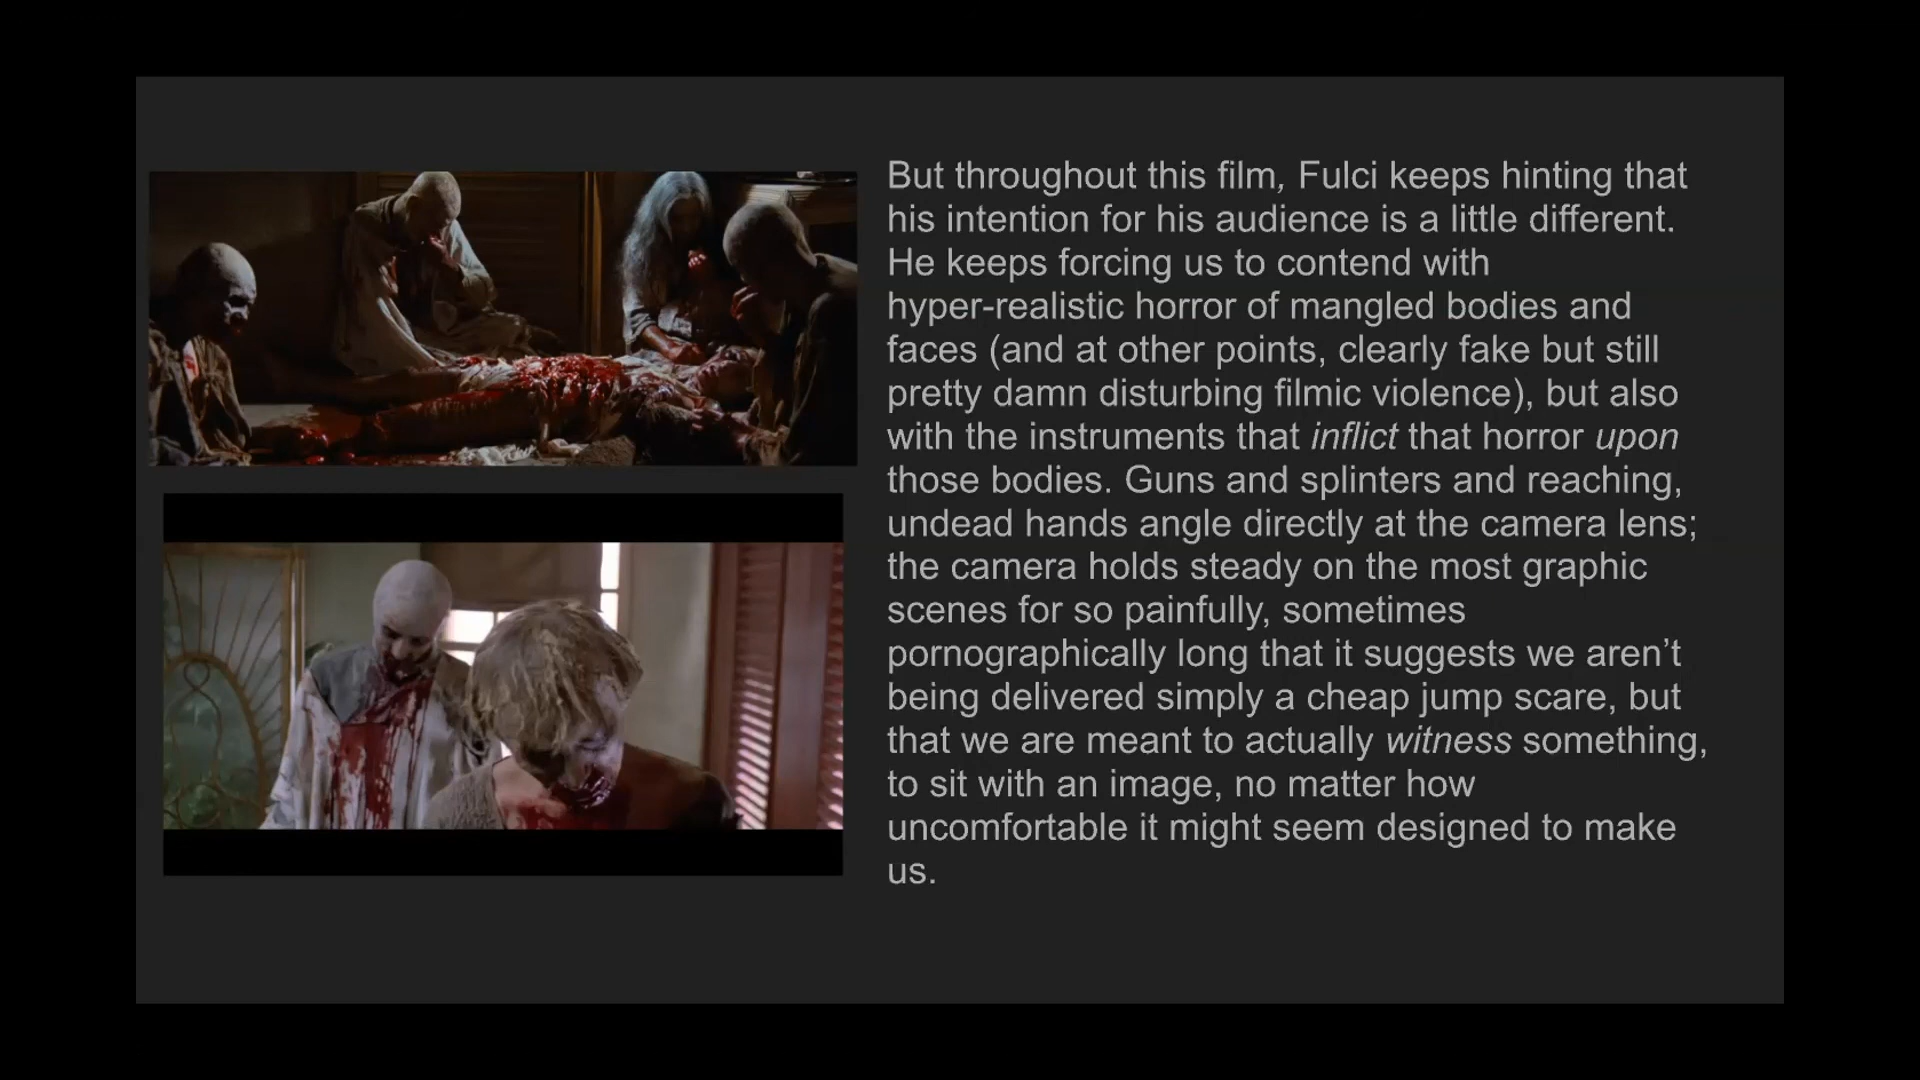 But throughout this film, Fulci keeps hinting that
his intention for his audience is a little different.
He keeps forcing us to contend with
hyper-realistic horror of mangled bodies and
faces (and at other points, clearly fake but still
pretty damn disturbing filmic violence), but also
with the instruments that inflict that horror upon
those bodies. Guns and splinters and reaching,
undead hands angle directly at the camera lens;
the camera holds steady on the most graphic
scenes for so painfully, sometimes
pornographically long that it suggests we aren’t
being delivered simply a cheap jump scare, but
that we are meant to actually witness something,
to sit with an image, no matter how
uncomfortable it might seem designed to make
us.